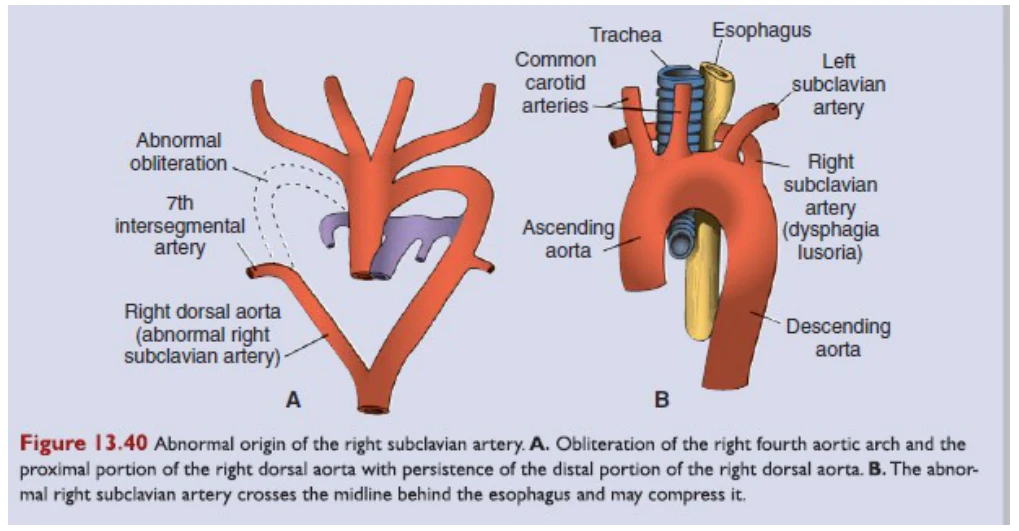 Abnormal
obliteration
7th
intersegmental
artery
Right dorsal aorta
(abnormal right
subclavian artery)
A
Trachea
Esophagus
Common
carotid
arteries
Left
subclavian
artery
Right
subclavian
artery
(dysphagia
lusoria)
Ascending
aorta
Descending
aorta
B
Figure 13.40 Abnormal origin of the right subclavian artery. A. Obliteration of the right fourth aortic arch and the
proximal portion of the right dorsal aorta with persistence of the distal portion of the right dorsal aorta. B. The abnor-
mal right subclavian artery crosses the midline behind the esophagus and may compress it.